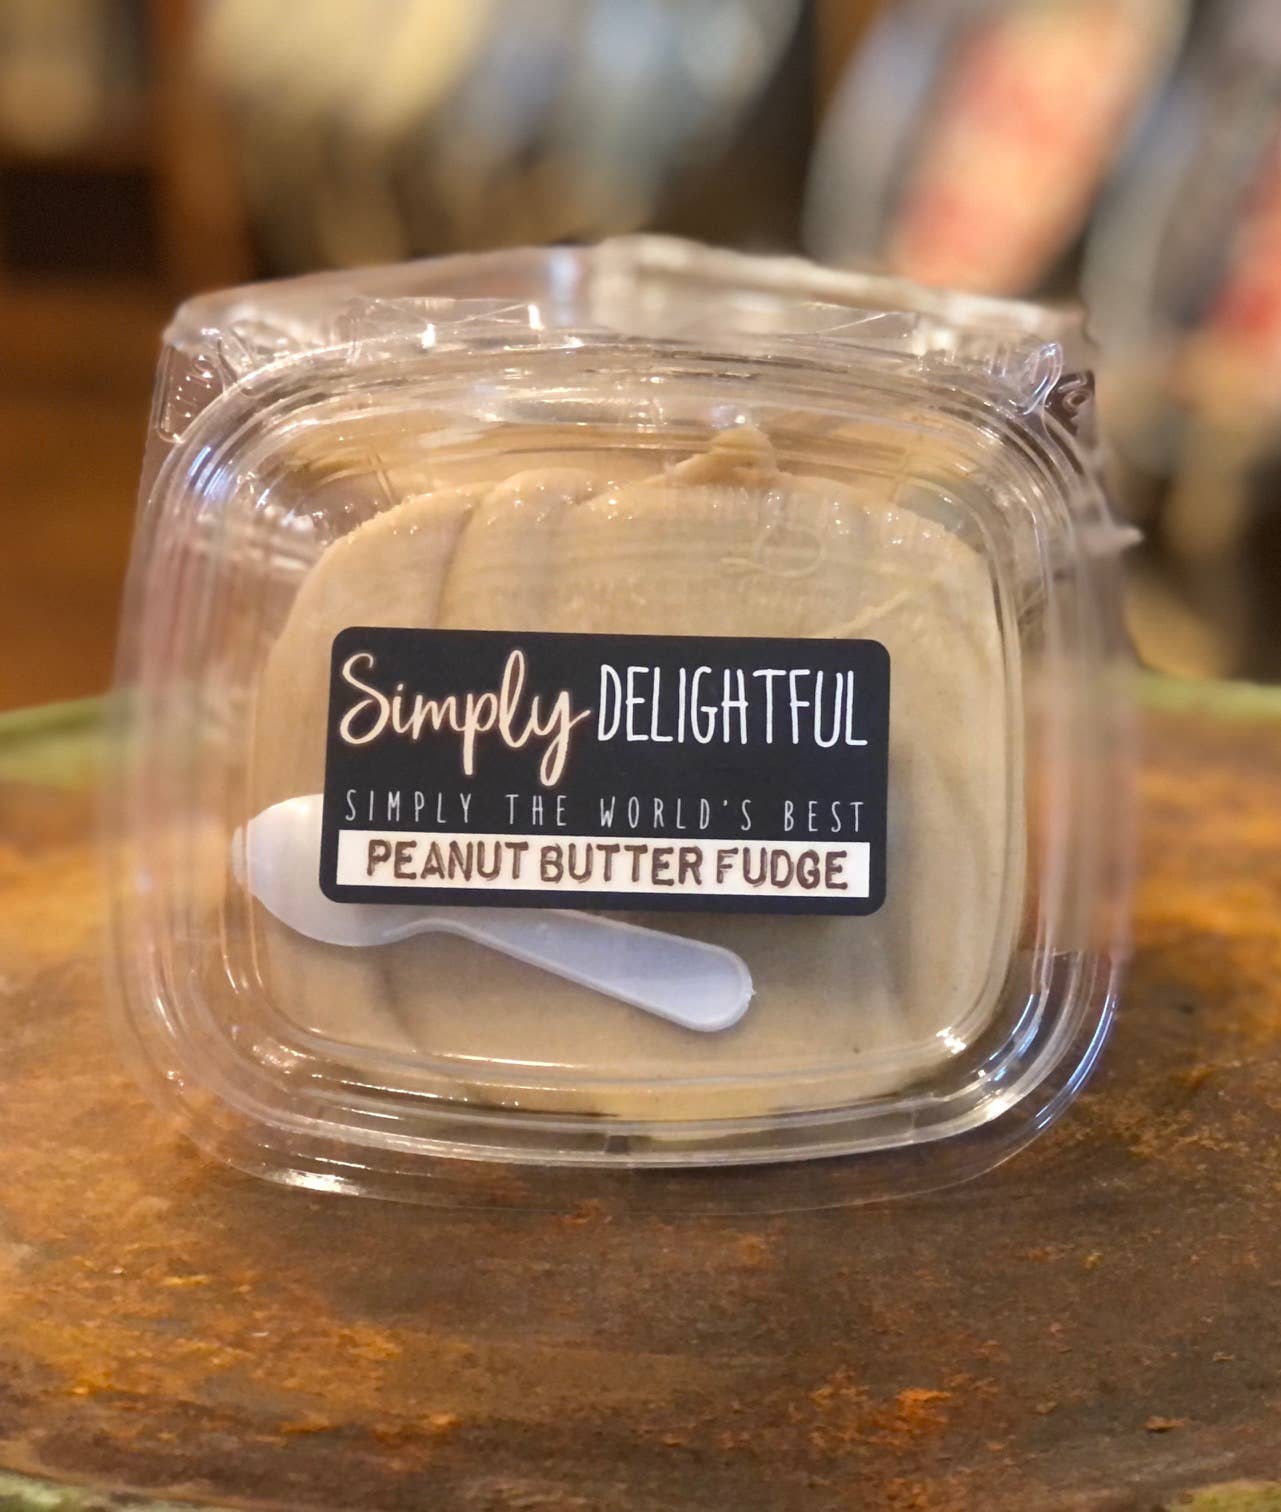 Simply DELIGHTFUL
SIMPLY THE WORLD'S BEST
PEANUT BUTTER FUDGE